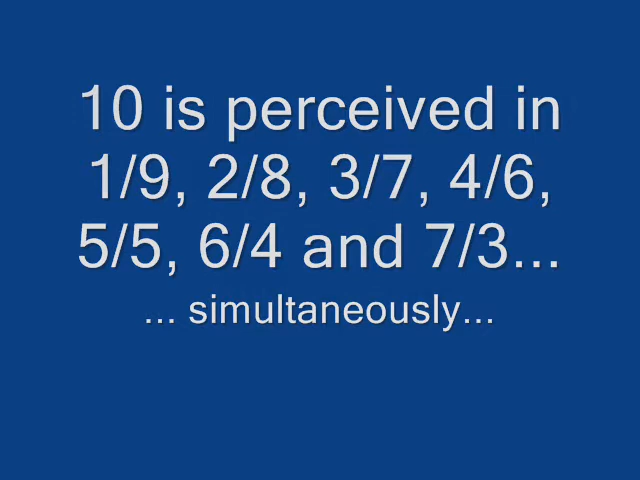 10 is perceived in
1/9, 2/8, 3/7, 4/6,
5/5, 6/4 and 7/3...
... simultaneously...